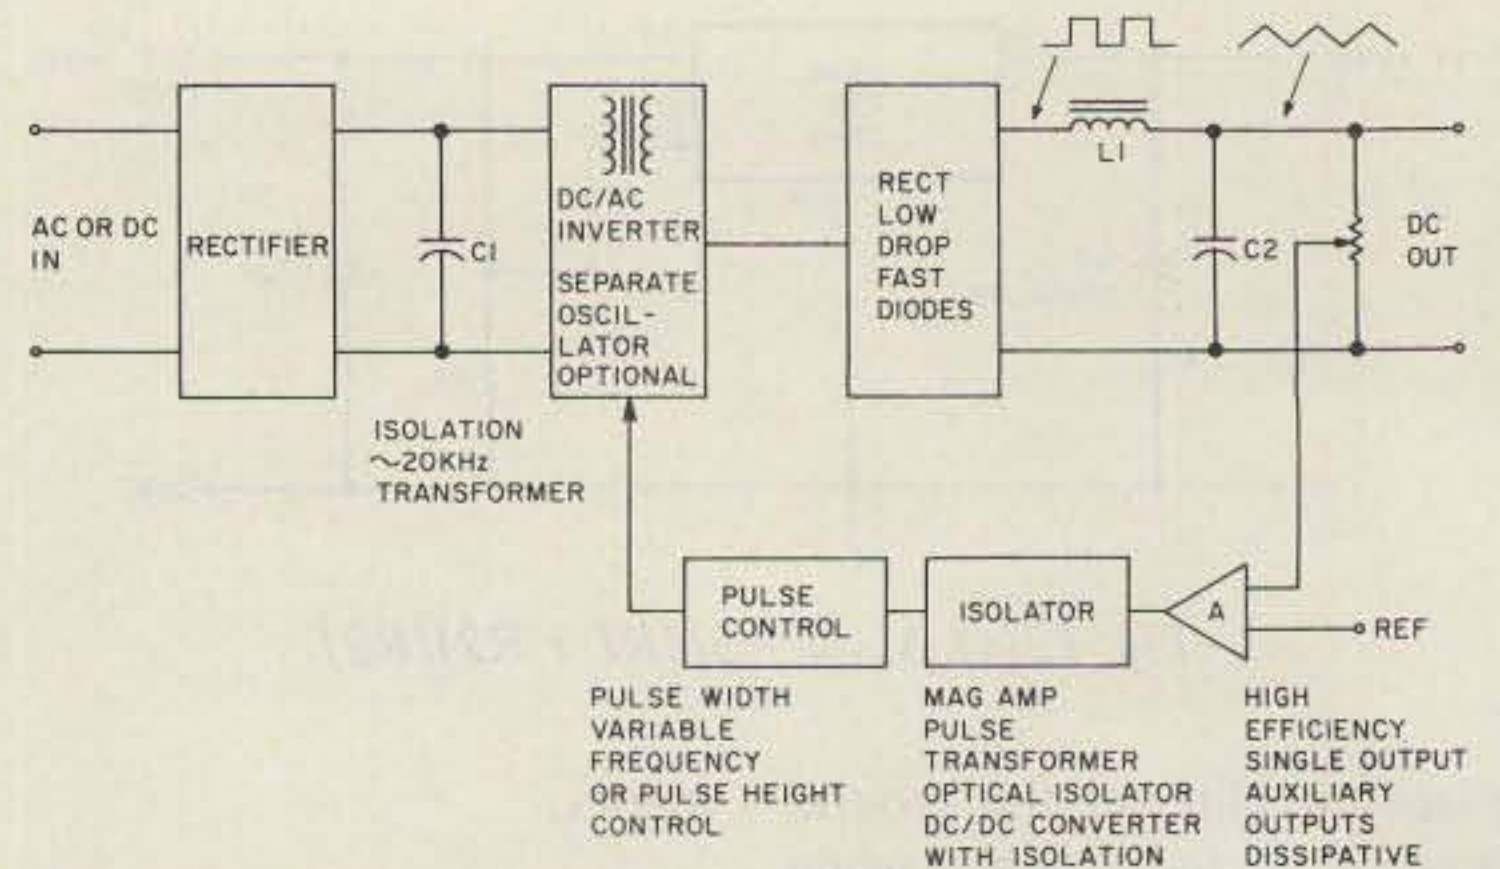 AC OR DC
IN
RECTIFIER
C1
ISOLATION
~20KHz
TRANSFORMER
DC/AC
INVERTER
SEPARATE
OSCIL-
LATOR
OPTIONAL
RECT
LOW
DROP
FAST
DIODES
L1
C2
DC
OUT
PULSE
CONTROL
ISOLATOR
A
REF
PULSE WIDTH
VARIABLE
FREQUENCY
OR PULSE HEIGHT
CONTROL
MAG AMP
PULSE
TRANSFORMER
OPTICAL ISOLATOR
DC/DC CONVERTER
WITH ISOLATION
HIGH
EFFICIENCY
SINGLE OUTPUT
AUXILIARY
OUTPUTS
DISSIPATIVE